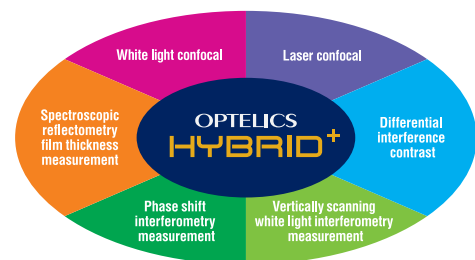 White light confocal
Laser confocal
Spectroscopic
reflectometry
film thickness
measurement
OPTELICS
HYBRID+
Differential
interference
contrast
Phase shift
interferometry
measurement
Vertically scanning
white light interferometry
measurement